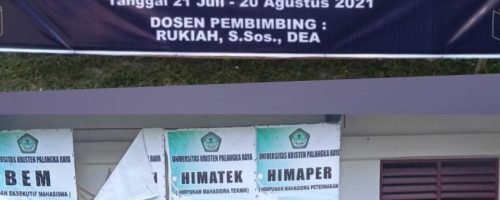 Tanggal 21 Juli - 20 Agustus 2021
DOSEN PEMBIMBING :
RUKIAH, S.Sos., DEA
UNIVERSITAS KRISTEN PALANGKA RAYA
BEM
EKSEKUTIF MAHASISWA)
UNIVERSITAS KRISTEN PALANGKA RAYA
HIMATEK
(HIMPUNAN MAHASISWA TEKNIK)
UNIVERSITAS KRISTEN PALANGKA RAYA
HIMAPER
(HIMPUNAN MAHASISWA PETERNAKAN